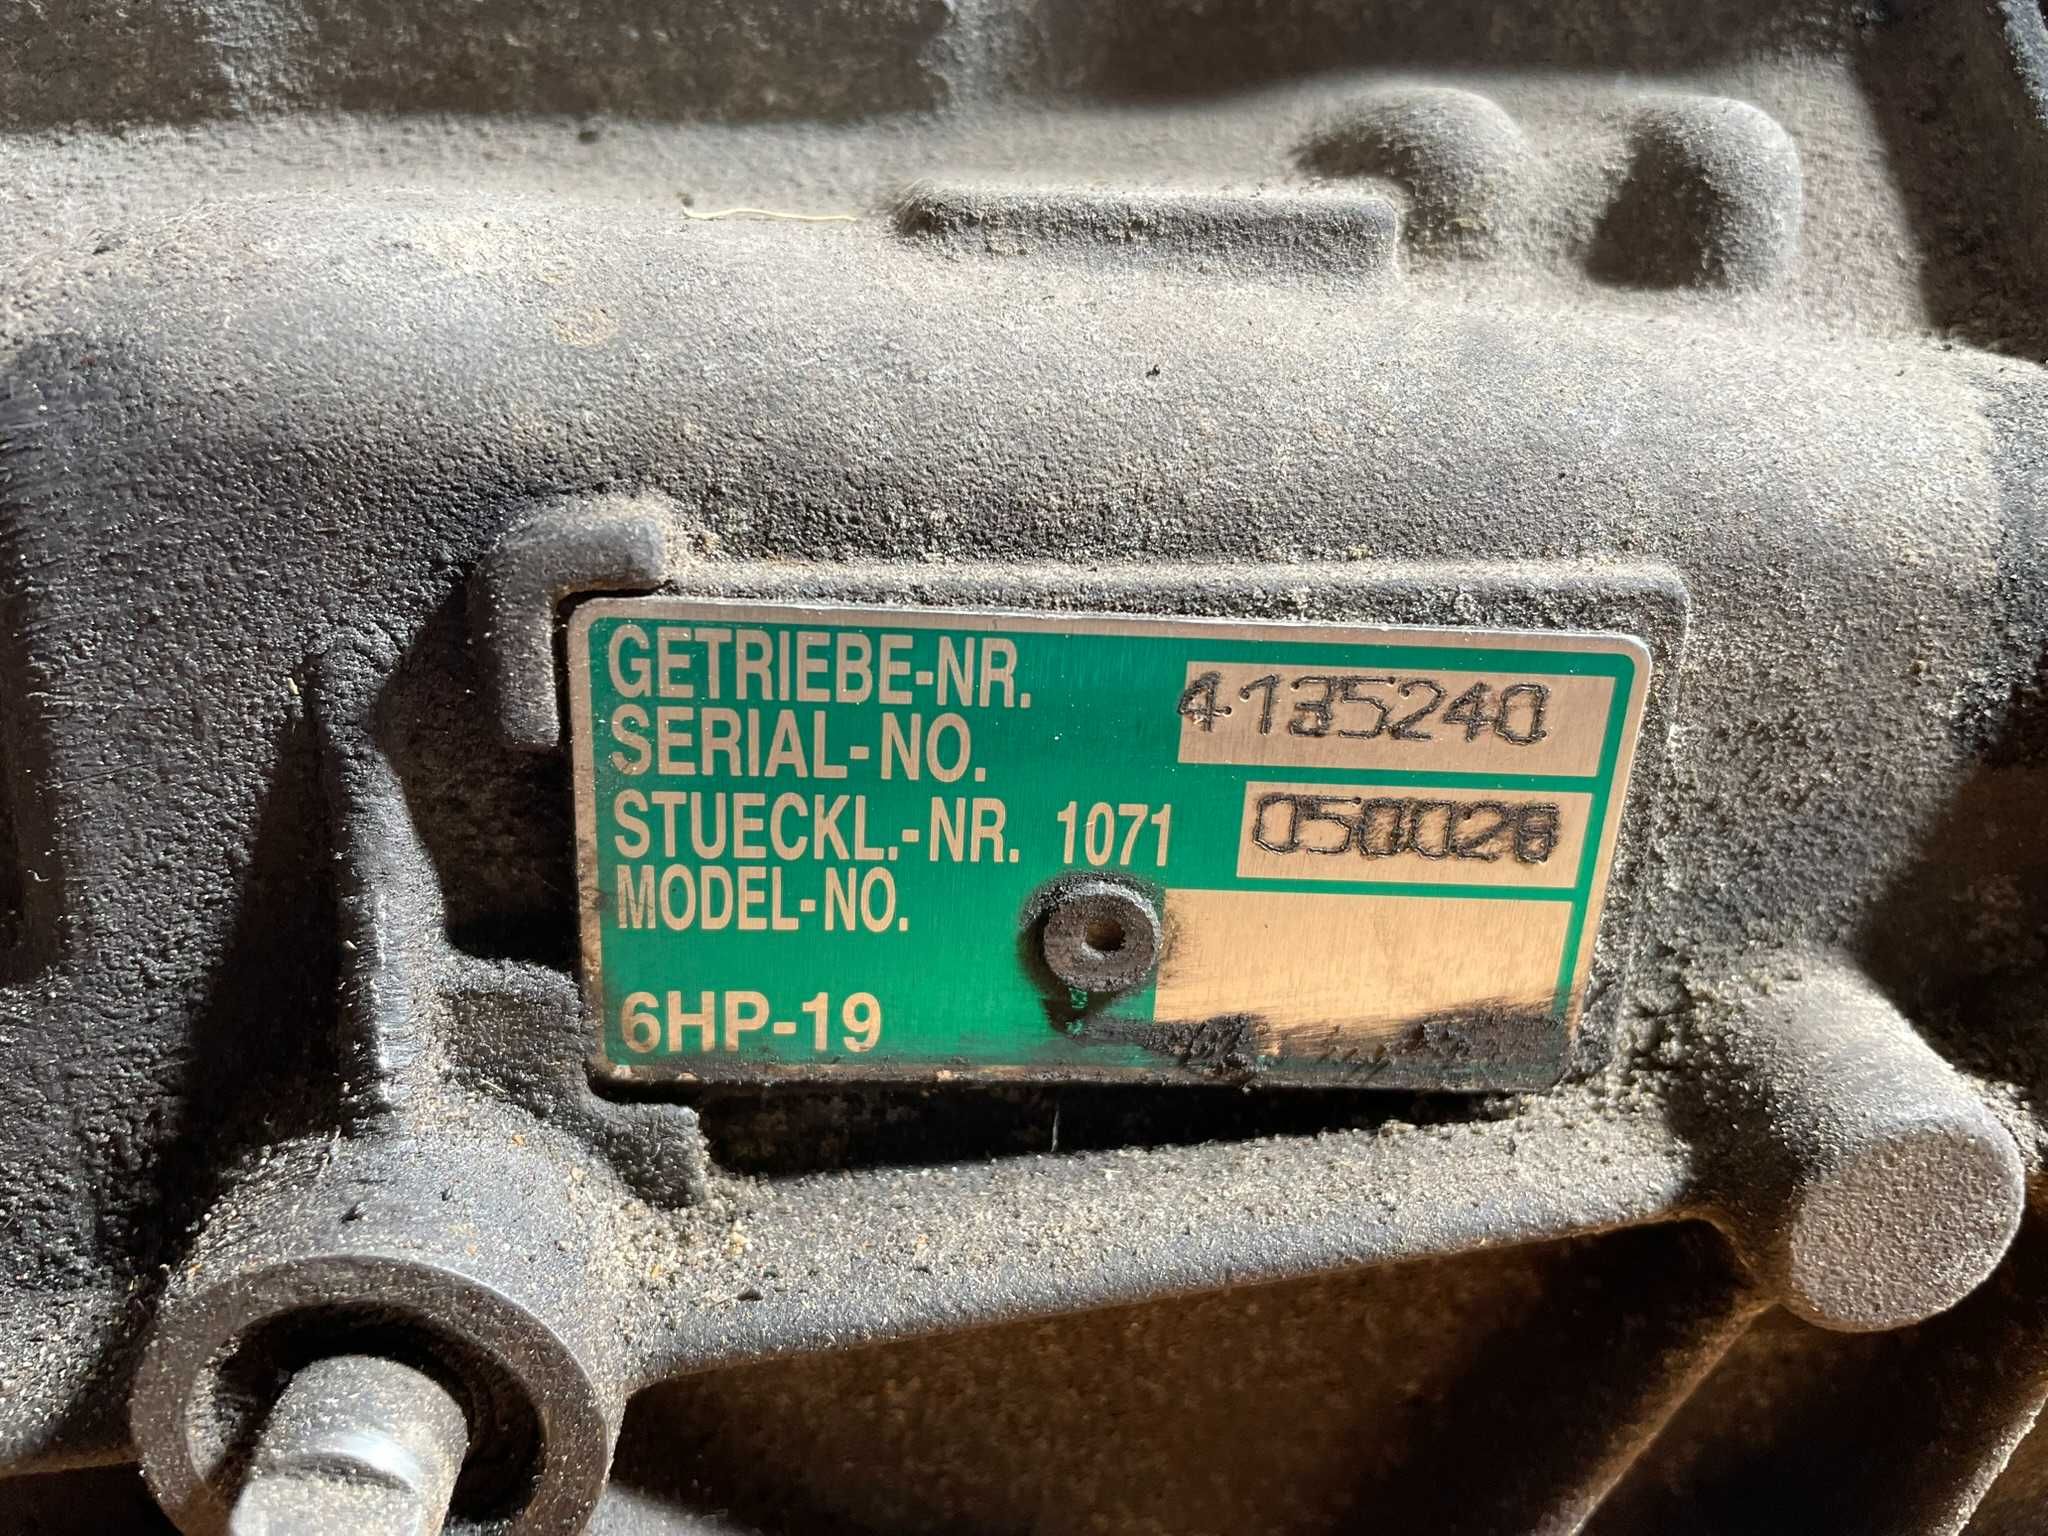 GETRIEBE-NR.
SERIAL-NO. 4135240
STUECKL.-NR. 1071 050028
MODEL-NO.
6HP-19